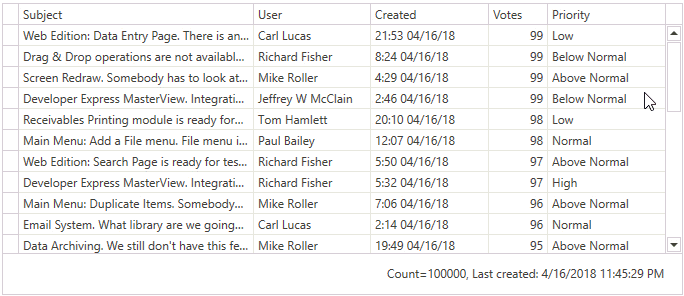 Subject User Created Votes Priority
Web Edition: Data Entry Page. There is an... Carl Lucas 21:53 04/16/18 99 Low
Drag & Drop operations are not availabl... Richard Fisher 8:24 04/16/18 99 Below Normal
Screen Redraw. Somebody has to look at... Mike Roller 4:29 04/16/18 99 Above Normal
Developer Express MasterView. Integrati... Jeffrey W McClain 2:46 04/16/18 99 Below Normal
Receivables Printing module is ready for... Tom Hamlett 20:10 04/16/18 98 Low
Main Menu: Add a File menu. File menu i... Paul Bailey 12:07 04/16/18 98 Normal
Web Edition: Search Page is ready for tes... Richard Fisher 5:50 04/16/18 97 Above Normal
Developer Express MasterView. Integrati... Richard Fisher 5:32 04/16/18 97 High
Main Menu: Duplicate Items. Somebody... Mike Roller 7:06 04/16/18 96 Above Normal
Email System. What library are we going... Carl Lucas 2:14 04/16/18 96 Normal
Data Archiving. We still don't have this fe... Mike Roller 19:49 04/16/18 95 Above Normal
Count=100000, Last created: 4/16/2018 11:45:29 PM